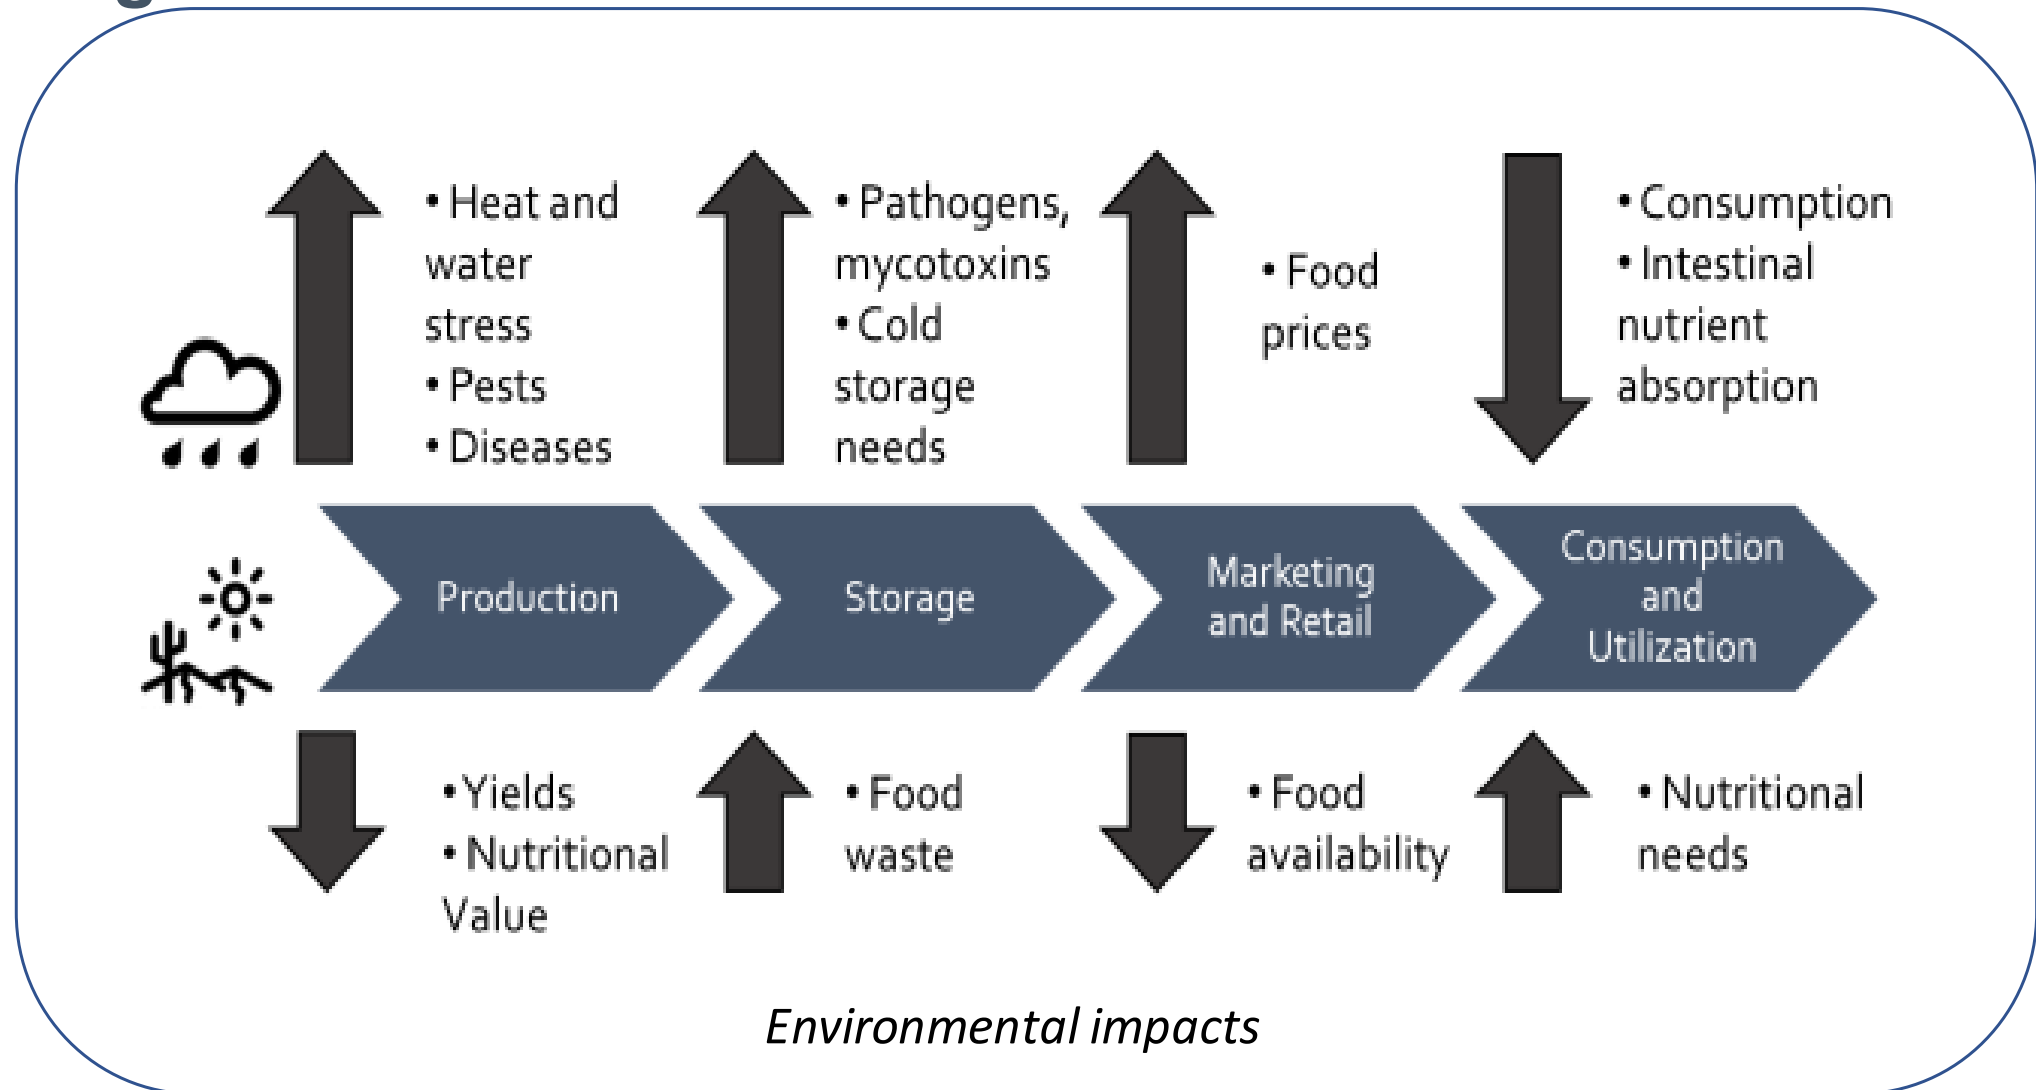 • Heat and
water
stress
• Pests
• Diseases
• Pathogens,
mycotoxins
• Cold
storage
needs
• Food
prices
• Consumption
• Intestinal
nutrient
absorption
Production
Storage
Marketing
and Retail
Consumption
and
Utilization
• Yields
• Nutritional
Value
• Food
waste
• Food
availability
• Nutritional
needs
Environmental impacts